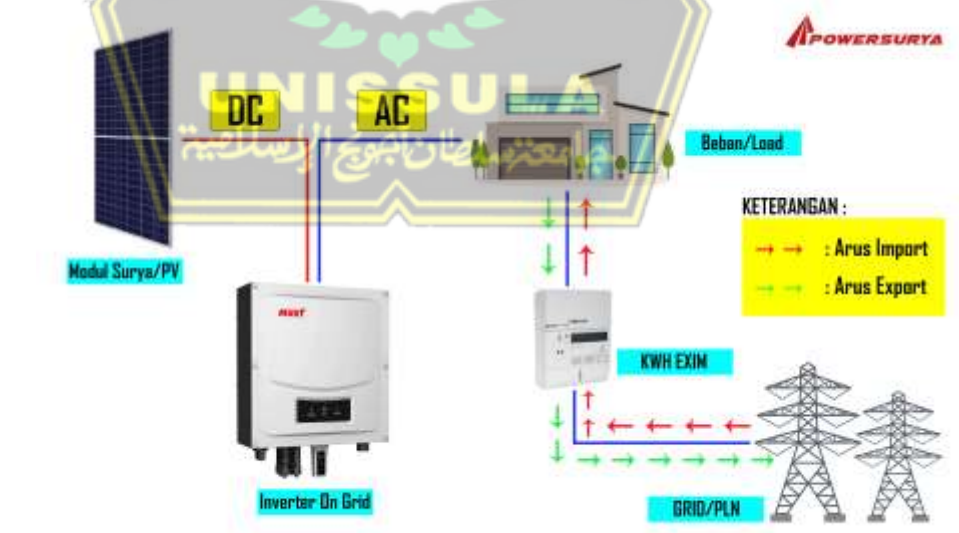 POWERSURYA
UNISSULA
DC
AC
Beban/Load
KETERANGAN :
: Arus Import
: Arus Export
Modul Surya/PV
MUST
KWH EXIM
Inverter On Grid
GRID/PLN